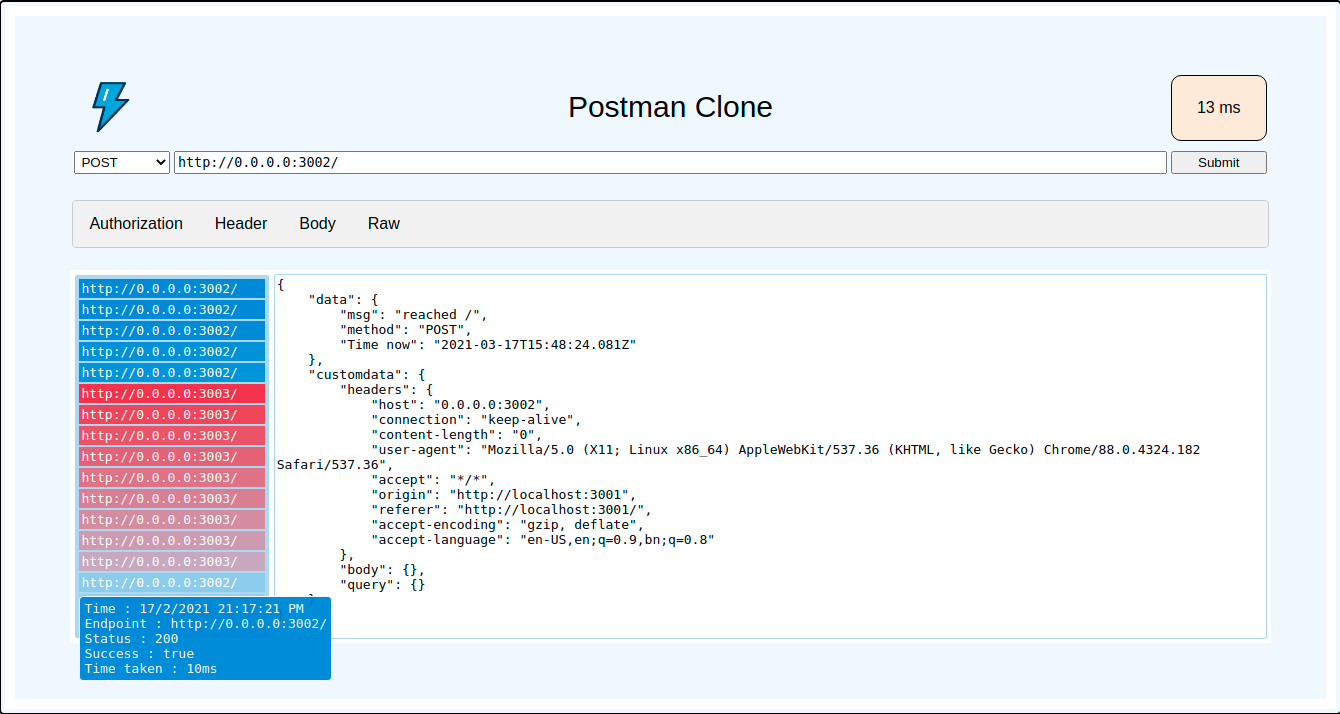 Postman Clone
13 ms
POST
http://0.0.0.0:3002/
Submit
Authorization
Header
Body
Raw
http://0.0.0.0:3002/
http://0.0.0.0:3002/
http://0.0.0.0:3002/
http://0.0.0.0:3002/
http://0.0.0.0:3002/
http://0.0.0.0:3003/
http://0.0.0.0:3003/
http://0.0.0.0:3003/
http://0.0.0.0:3003/
http://0.0.0.0:3003/
http://0.0.0.0:3003/
http://0.0.0.0:3003/
http://0.0.0.0:3003/
http://0.0.0.0:3003/
http://0.0.0.0:3002/
Time : 17/2/2021 21:17:21 PM
Endpoint : http://0.0.0.0:3002/
Status : 200
Success : true
Time taken : 10ms
{
    "data": {
        "msg": "reached /",
        "method": "POST",
        "Time now": "2021-03-17T15:48:24.081Z"
    },
    "customdata": {
        "headers": {
            "host": "0.0.0.0:3002",
            "connection": "keep-alive",
            "content-length": "0",
            "user-agent": "Mozilla/5.0 (X11; Linux x86_64) AppleWebKit/537.36 (KHTML, like Gecko) Chrome/88.0.4324.182
Safari/537.36",
            "accept": "*/*",
            "origin": "http://localhost:3001",
            "referer": "http://localhost:3001/",
            "accept-encoding": "gzip, deflate",
            "accept-language": "en-US,en;q=0.9,bn;q=0.8"
        },
        "body": {},
        "query": {}
    }